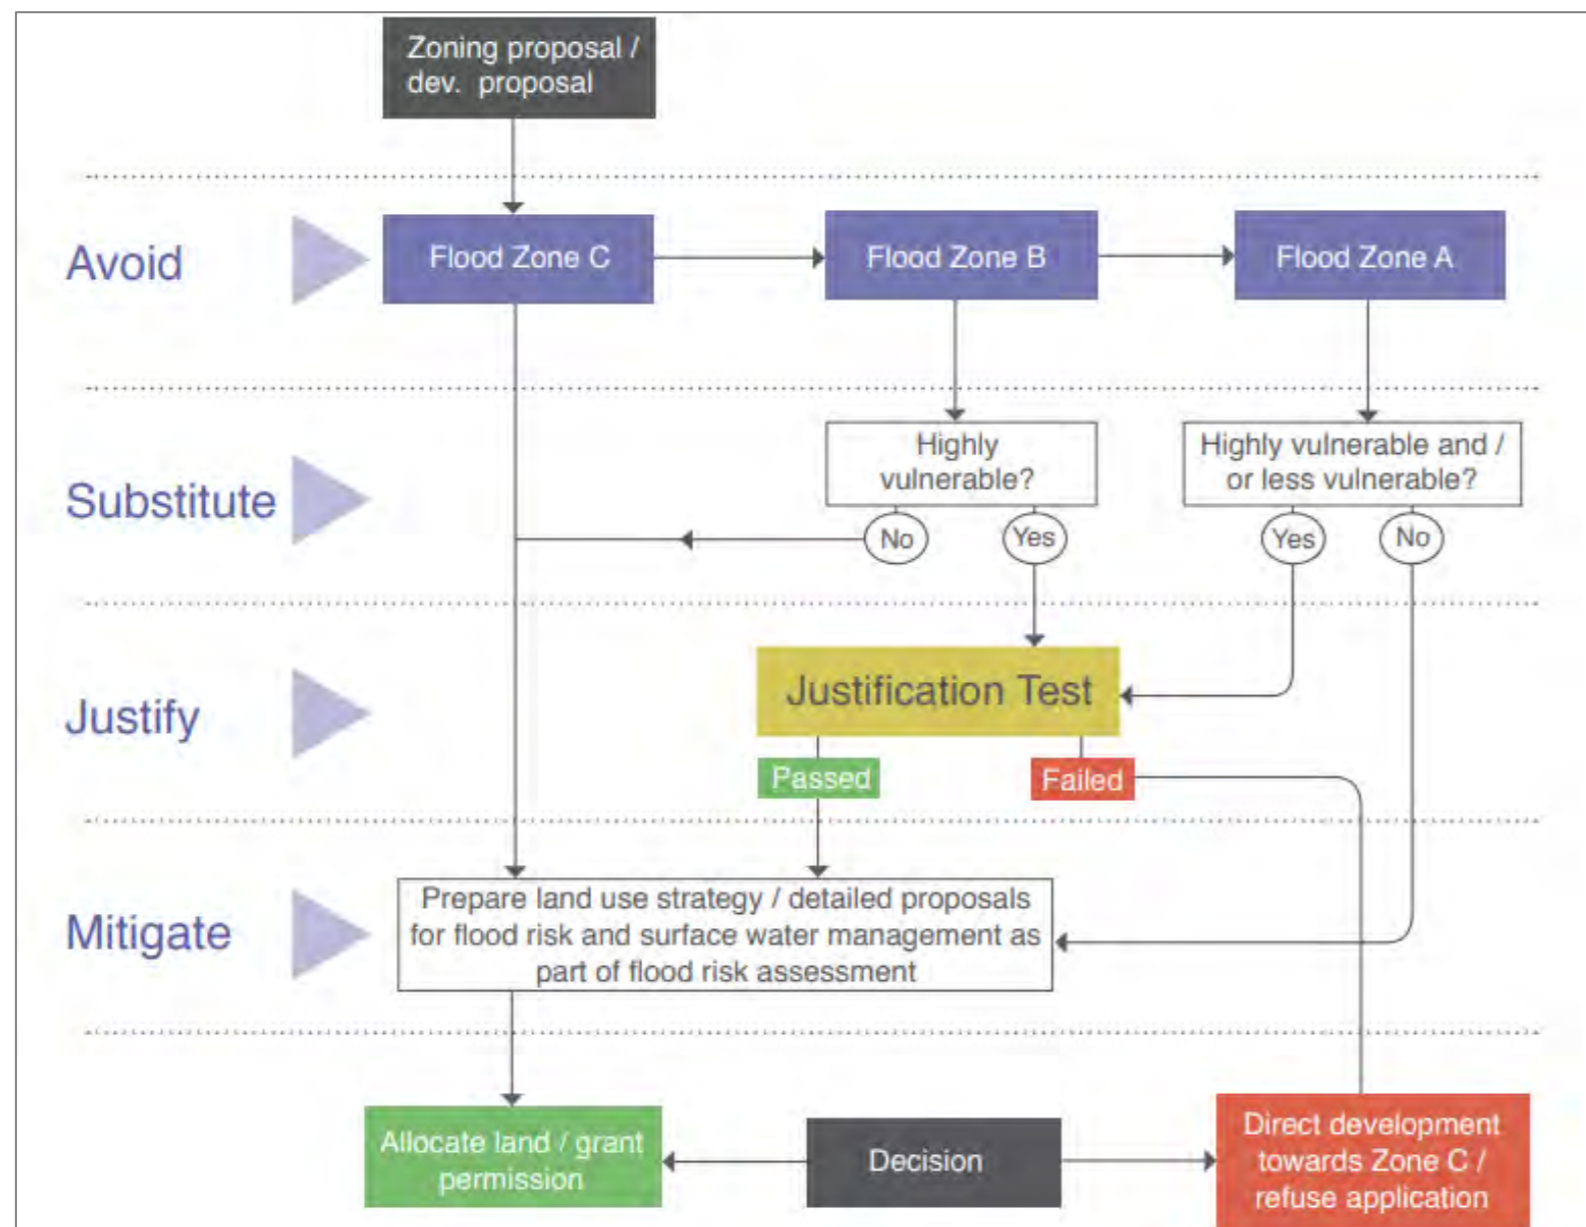 Zoning proposal /
dev. proposal
Avoid
Flood Zone C
Flood Zone B
Flood Zone A
Substitute
Highly
vulnerable?
No
Yes
Highly vulnerable and /
or less vulnerable?
Yes
No
Justify
Justification Test
Passed
Failed
Mitigate
Prepare land use strategy / detailed proposals
for flood risk and surface water management as
part of flood risk assessment
Allocate land / grant
permission
Decision
Direct development
towards Zone C /
refuse application